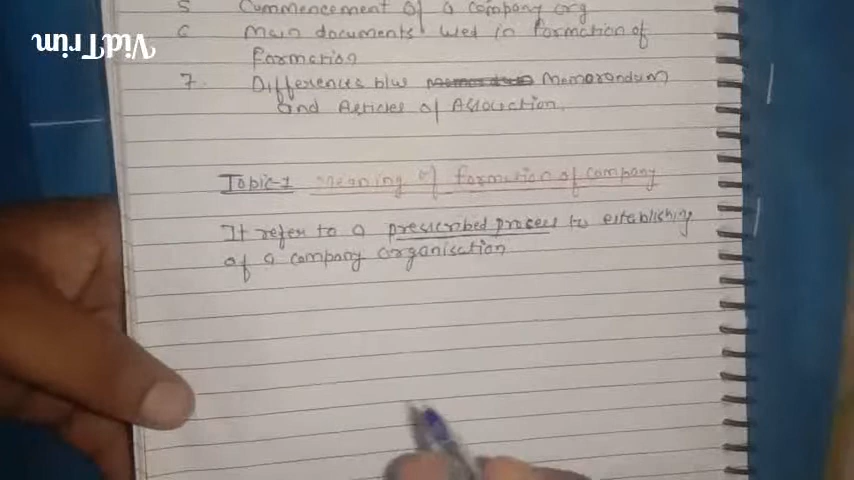 VidTrim
5 Commencement of a company org
6 Main documents used in formation of
formation
7. Differences b/w Memorandum
and Articles of Association.
Topic-1 Meaning of formation of company
It refer to a prescribed process to establishing
of a company organisation